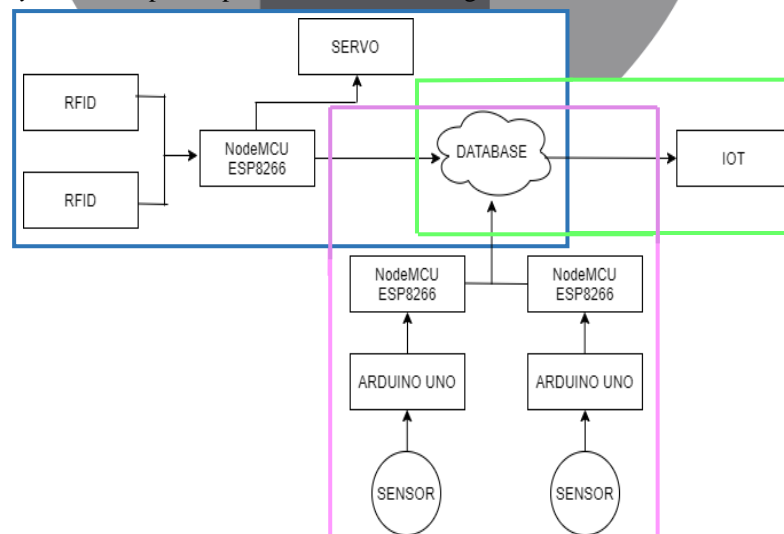 SERVO
RFID
NodeMCU
ESP8266
DATABASE
IOT
RFID
NodeMCU
ESP8266
NodeMCU
ESP8266
ARDUINO UNO
ARDUINO UNO
SENSOR
SENSOR